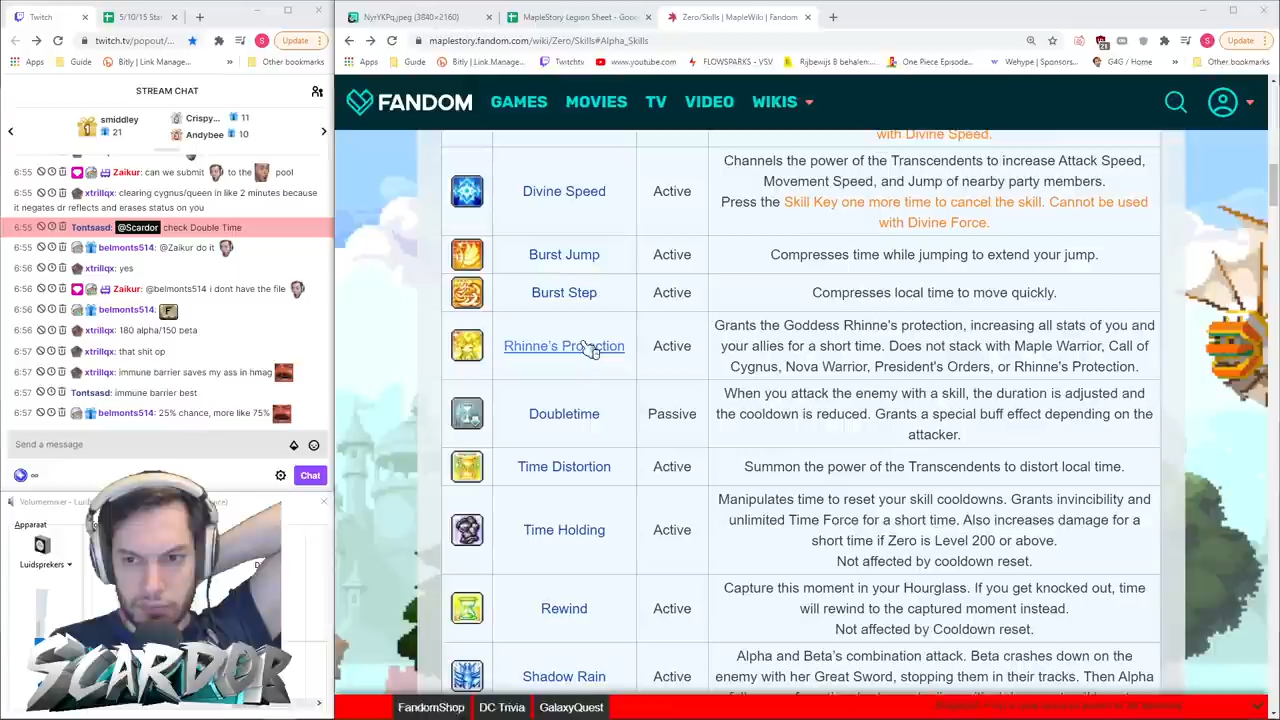 Twitch
5/10/15 Star
NyrYKPq.jpeg (3840×2160)
MapleStory Legion Sheet - Goo
Zero/Skills | MapleWiki | Fandom
twitch.tv/popout/...
S
Update
maplestory.fandom.com/wiki/Zero/Skills#Alpha_Skills
21
S
Update
Apps
Guide
Bitly | Link Manage...
»
Other bookmarks
Apps
Guide
Bitly | Link Manag...
Twitchtv
www.youtube.com
FLOWSPARKS - VSV
Rijbewijs B behalen:...
One Piece Episode...
Wehype | Sponsors...
G4G / Home
»
Other bookmarks
STREAM CHAT
smiddley
21
Crispy...
11
Andybee
10
6:55 Zaikur: can we submit to the pool
6:55 xtrillqx: clearing cygnus/queen in like 2 minutes because
it negates dr reflects and erases status on you
6:55 Tontsasd: @Scardor check Double Time
6:55 belmonts514: @Zaikur do it
6:56 xtrillqx: yes
6:56 Zaikur: @belmonts514 i dont have the file
6:56 belmonts514: F
6:56 xtrillqx: 180 alpha/150 beta
6:57 xtrillqx: that shit op
6:57 xtrillqx: immune barrier saves my ass in hmag
6:57 Tontsasd: immune barrier best
6:57 belmonts514: 25% chance, more like 75%
Send a message
∞
Chat
Apparaat
Luidsprekers
SCARDOR
FANDOM
GAMES
MOVIES
TV
VIDEO
WIKIS
with Divine Speed.
Divine Speed
Active
Channels the power of the Transcendents to increase Attack Speed,
Movement Speed, and Jump of nearby party members.
Press the Skill Key one more time to cancel the skill. Cannot be used
with Divine Force.
Burst Jump
Active
Compresses time while jumping to extend your jump.
Burst Step
Active
Compresses local time to move quickly.
Rhinne's Protection
Active
Grants the Goddess Rhinne's protection, increasing all stats of you and
your allies for a short time. Does not stack with Maple Warrior, Call of
Cygnus, Nova Warrior, President's Orders, or Rhinne's Protection.
Doubletime
Passive
When you attack the enemy with a skill, the duration is adjusted and
the cooldown is reduced. Grants a special buff effect depending on the
attacker.
Time Distortion
Active
Summon the power of the Transcendents to distort local time.
Time Holding
Active
Manipulates time to reset your skill cooldowns. Grants invincibility and
unlimited Time Force for a short time. Also increases damage for a
short time if Zero is Level 200 or above.
Not affected by cooldown reset.
Rewind
Active
Capture this moment in your Hourglass. If you get knocked out, time
will rewind to the captured moment instead.
Not affected by Cooldown reset.
Shadow Rain
Active
Alpha and Beta's combination attack. Beta crashes down on the
enemy with her Great Sword, stopping them in their tracks. Then Alpha
FandomShop
DC Trivia
GalaxyQuest